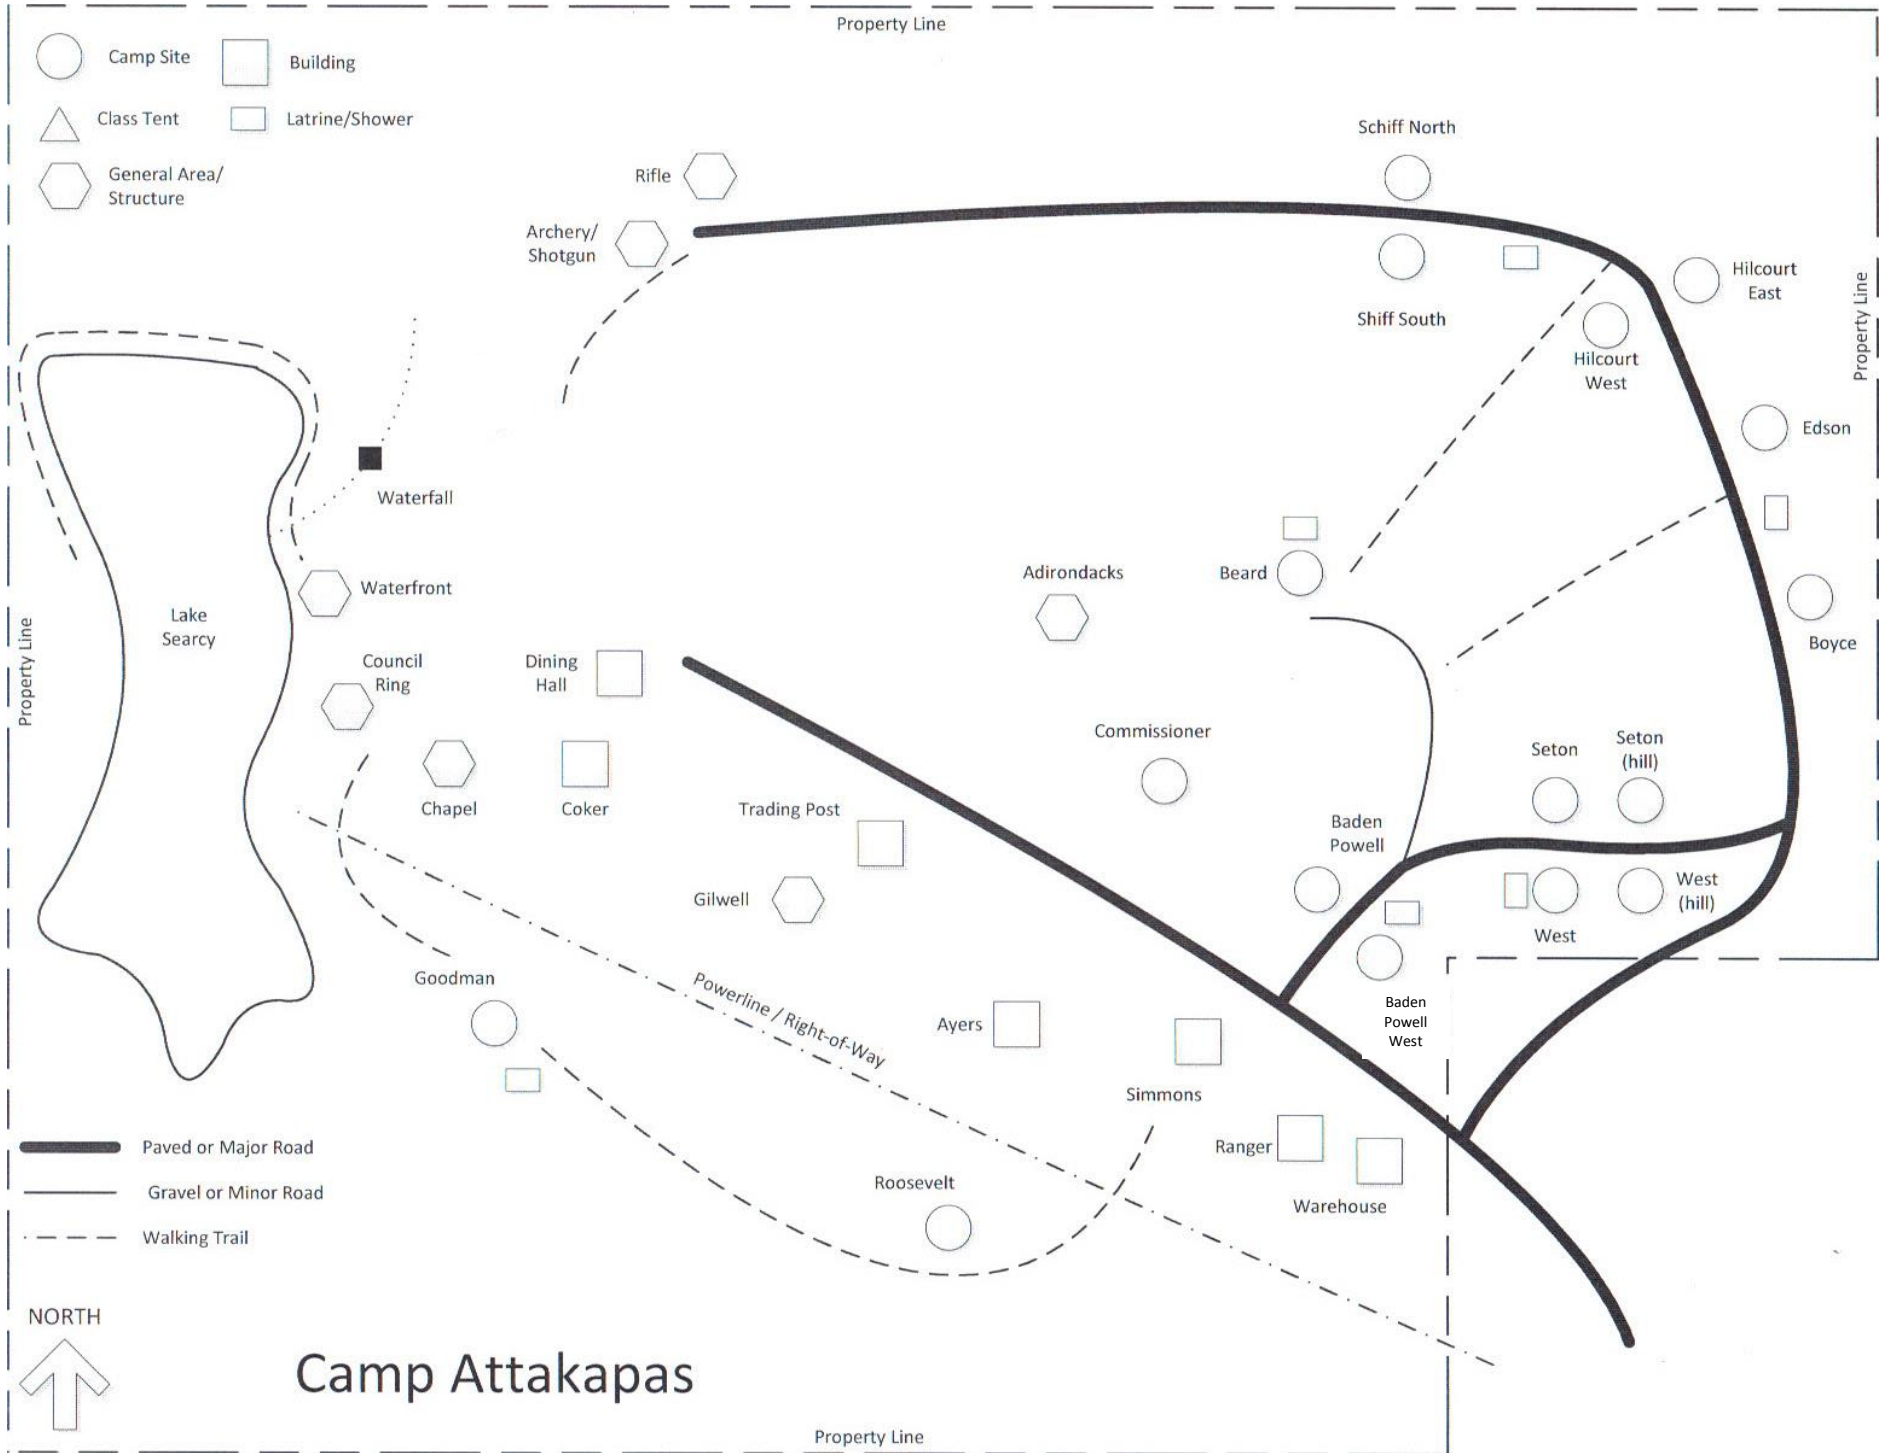 Property Line
Camp Site
Building
Class Tent
Latrine/Shower
General Area/
Structure
Schiff North
Rifle
Archery/
Shotgun
Hilcourt
East
Shiff South
Property Line
Hilcourt
West
Edson
Waterfall
Adirondacks
Beard
Waterfront
Lake
Searcy
Boyce
Property Line
Council
Ring
Dining
Hall
Commissioner
Seton
Seton
(hill)
Chapel
Coker
Trading Post
Baden
Powell
Gilwell
West
(hill)
West
Goodman
Powerline / Right-of-Way
Baden
Powell
West
Ayers
Simmons
Paved or Major Road
Ranger
Gravel or Minor Road
Roosevelt
Warehouse
Walking Trail
NORTH
Camp Attakapas
Property Line